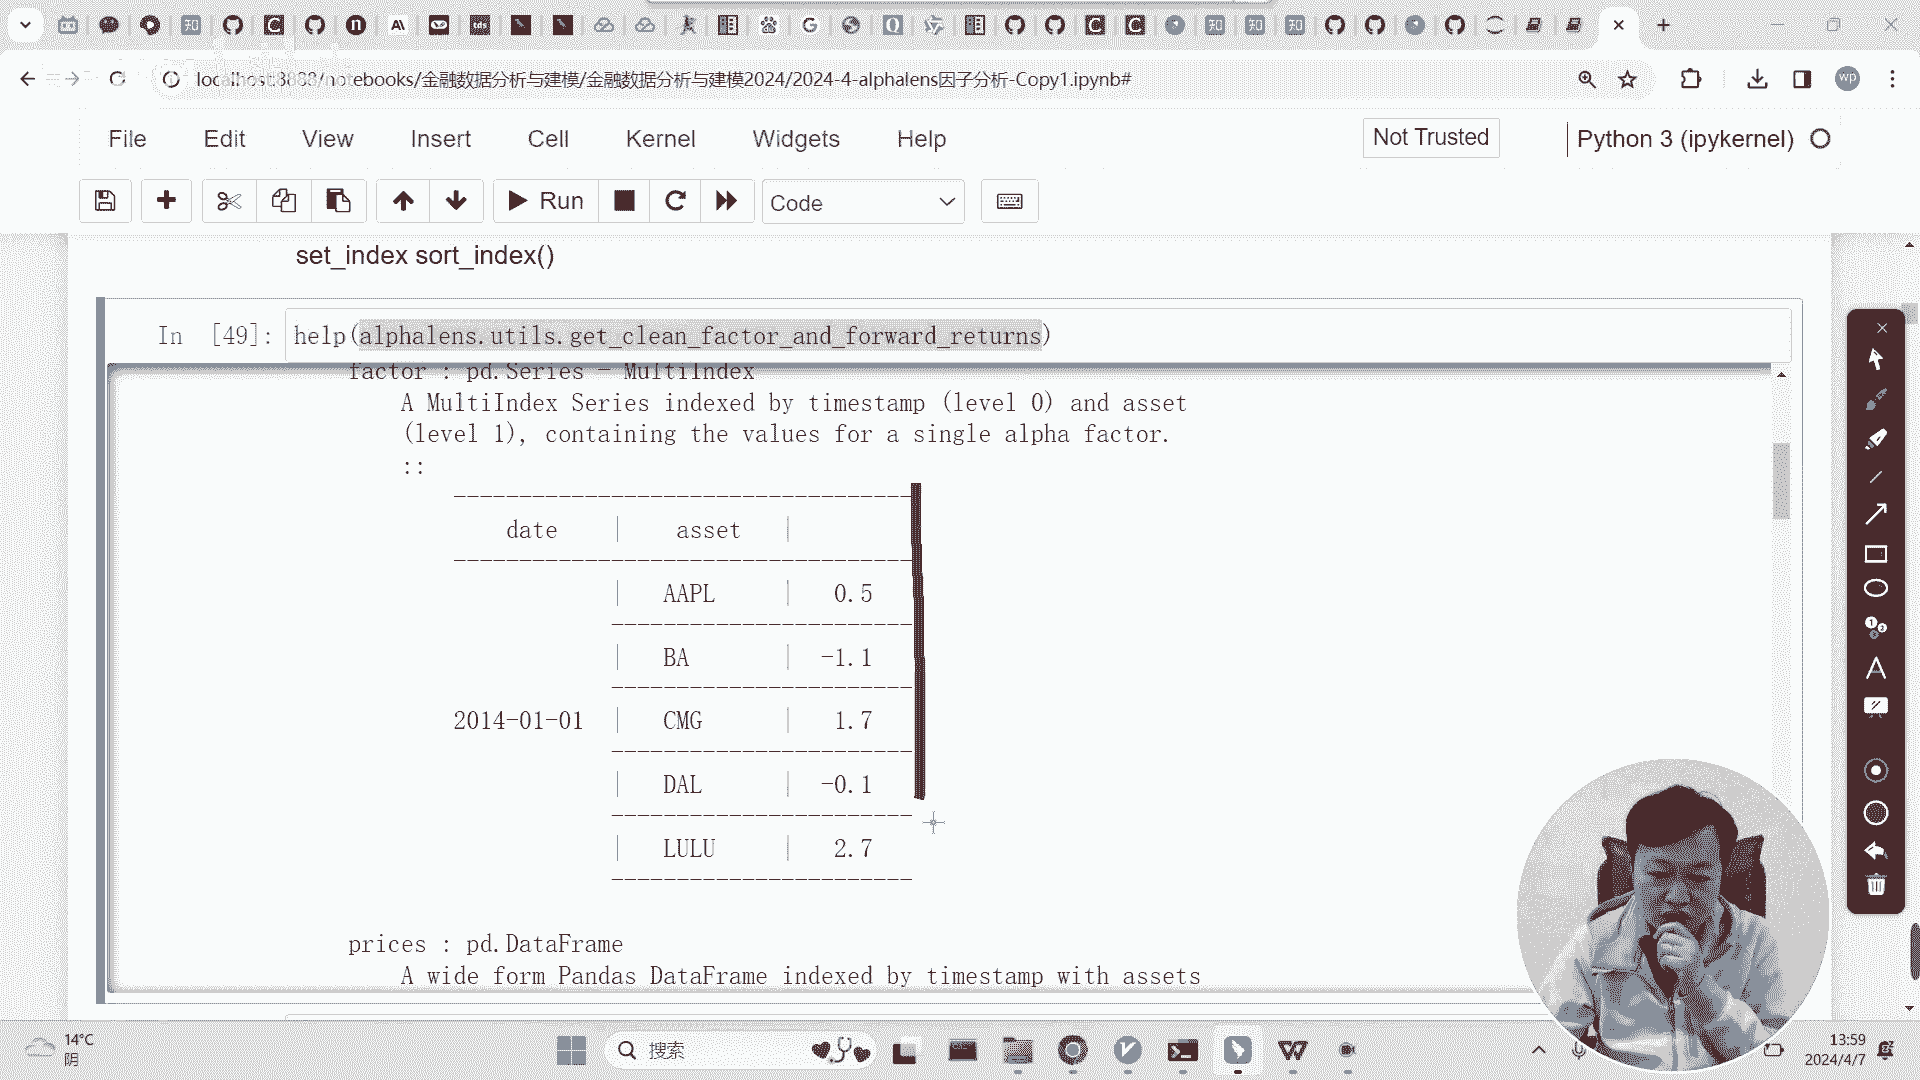 localhost:8888/notebooks/金融数据分析与建模/金融数据分析与建模2024/2024-4-alphalens因子分析-Copy1.ipynb#
wp
File Edit View Insert Cell Kernel Widgets Help
Not Trusted
Python 3 (ipykernel)
Run
Code
set_index sort_index()
In [49]: help(alphalens.utils.get_clean_factor_and_forward_returns)
factor : pd.Series - MultiIndex
A MultiIndex Series indexed by timestamp (level 0) and asset
(level 1), containing the values for a single alpha factor.
::
---------------------------------
date | asset |
---------------------------------
| AAPL | 0.5
-----------------------
| BA | -1.1
-----------------------
2014-01-01 | CMG | 1.7
-----------------------
| DAL | -0.1
-----------------------
| LULU | 2.7
-----------------------
prices : pd.DataFrame
A wide form Pandas DataFrame indexed by timestamp with assets
14°C
阴
搜索
13:59
2024/4/7